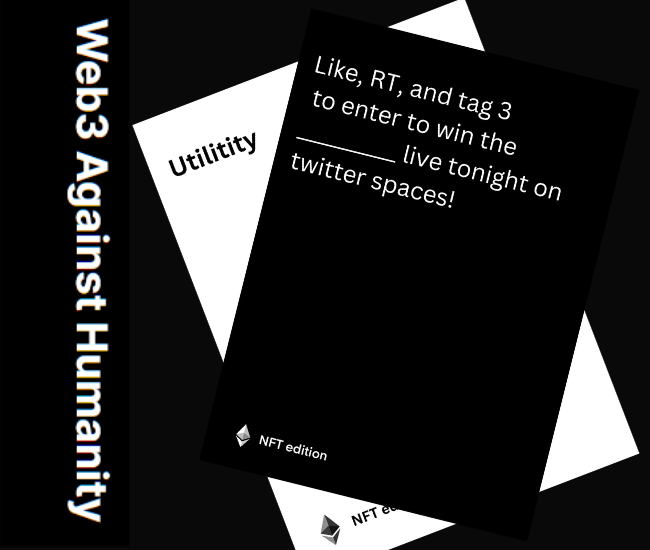 Web3 Against Humanity
Utilitity
Like, RT, and tag 3
to enter to win the
________ live tonight on
twitter spaces!
NFT edition
NFT